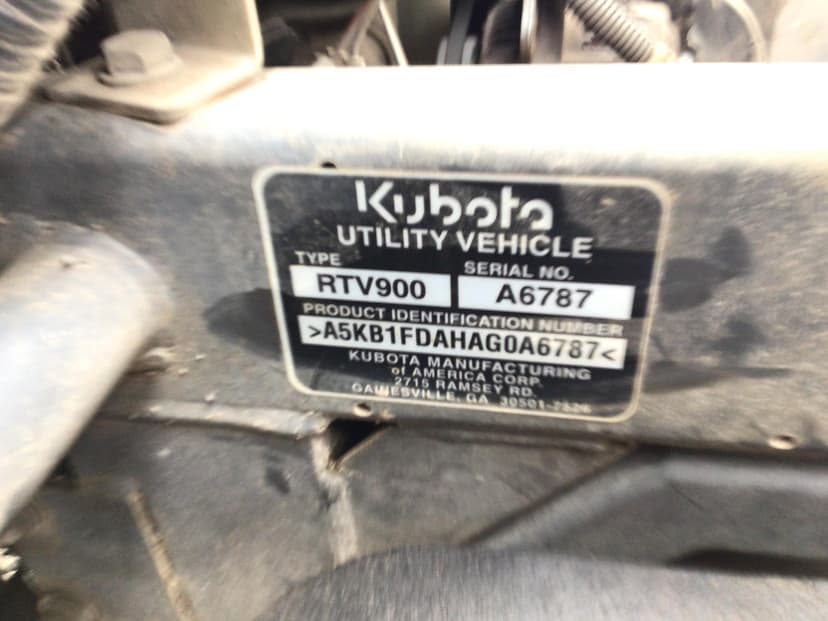 Kubota
UTILITY VEHICLE
TYPE SERIAL NO.
RTV900 A6787
PRODUCT IDENTIFICATION NUMBER
>A5KB1FDAHAG0A6787<
KUBOTA MANUFACTURING
of AMERICA CORP.
2715 RAMSEY RD.
GAINESVILLE, GA